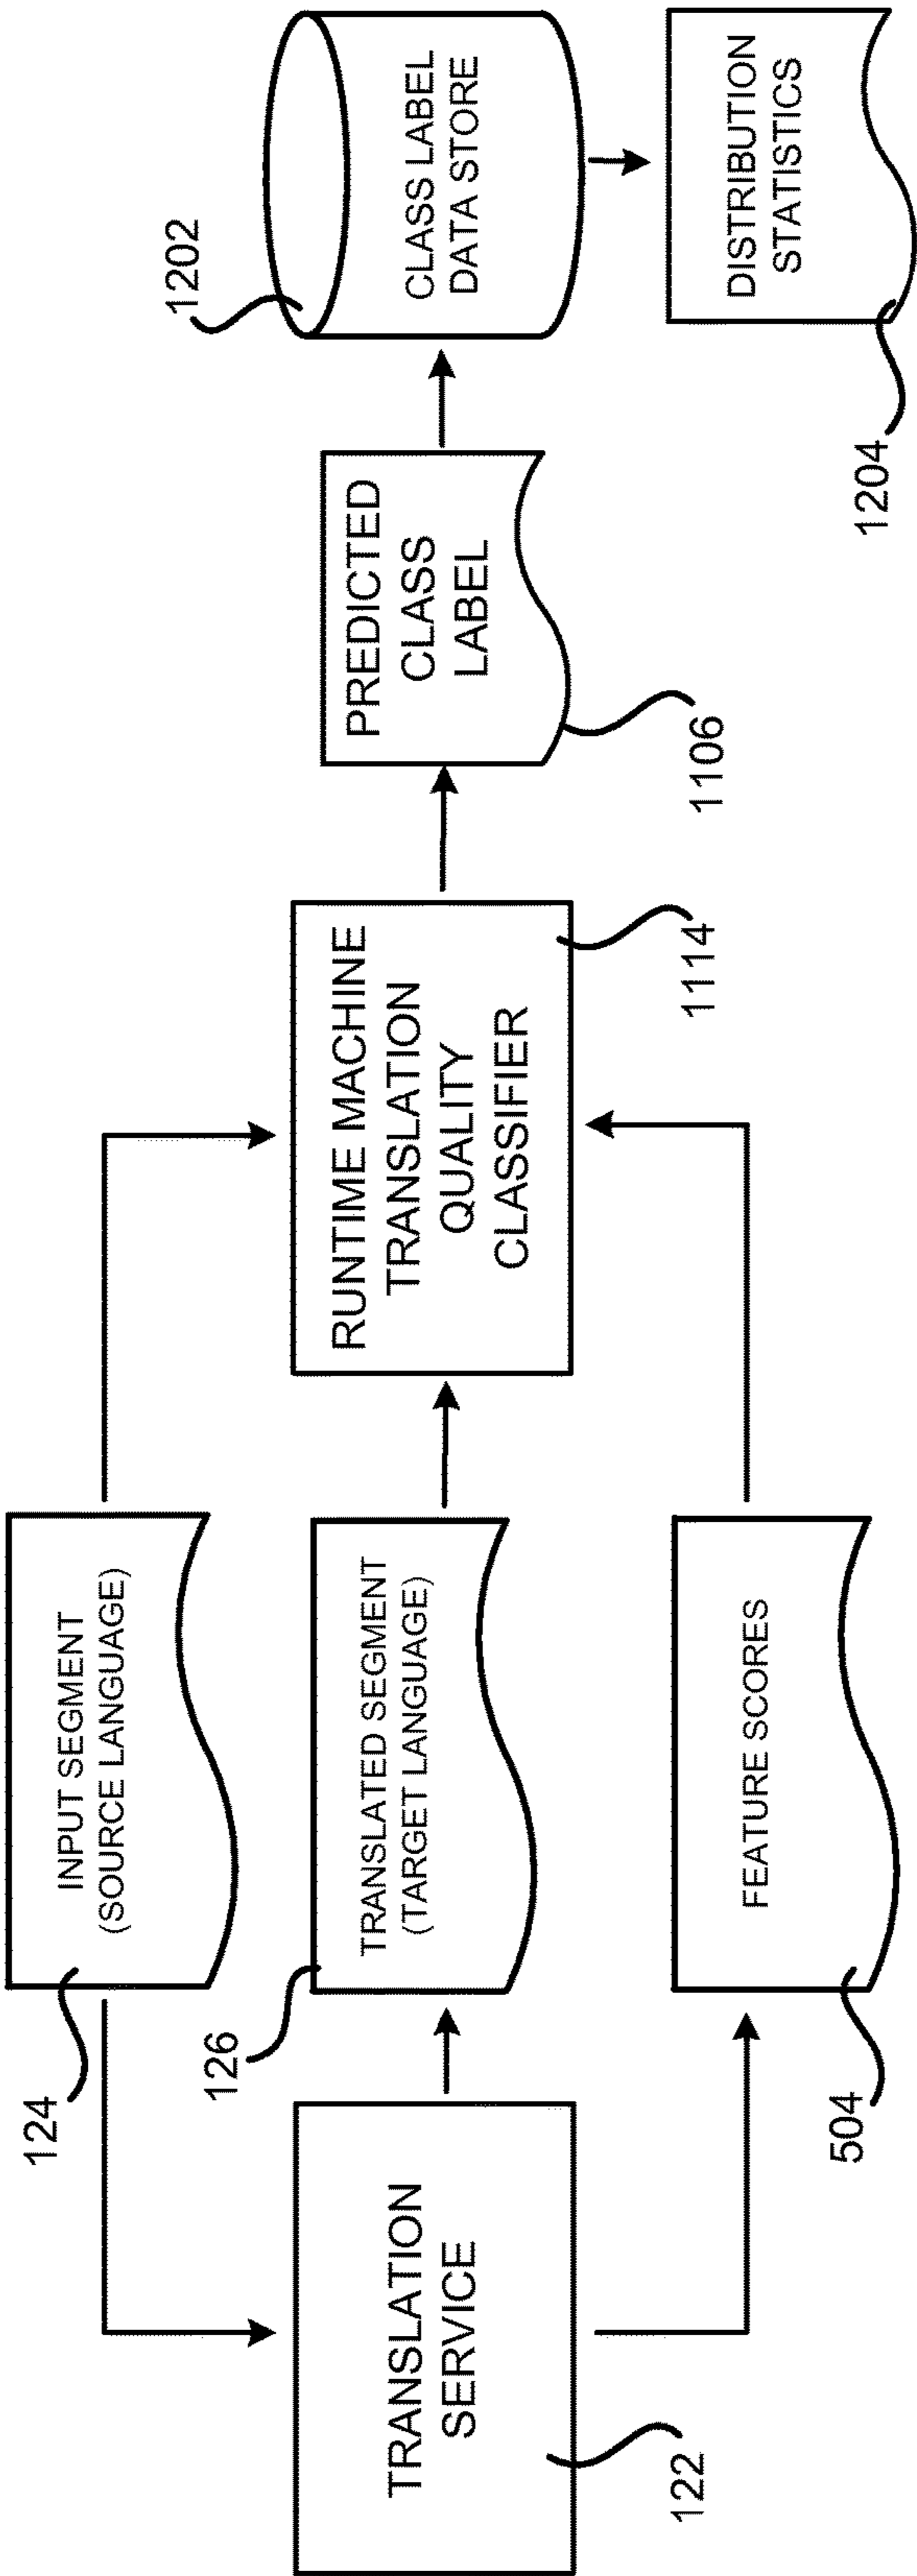 124
INPUT SEGMENT
(SOURCE LANGUAGE)
TRANSLATION
SERVICE
122
126
TRANSLATED SEGMENT
(TARGET LANGUAGE)
504
FEATURE SCORES
RUNTIME MACHINE
TRANSLATION
QUALITY
CLASSIFIER
1114
PREDICTED
CLASS
LABEL
1106
1202
CLASS LABEL
DATA STORE
DISTRIBUTION
STATISTICS
1204